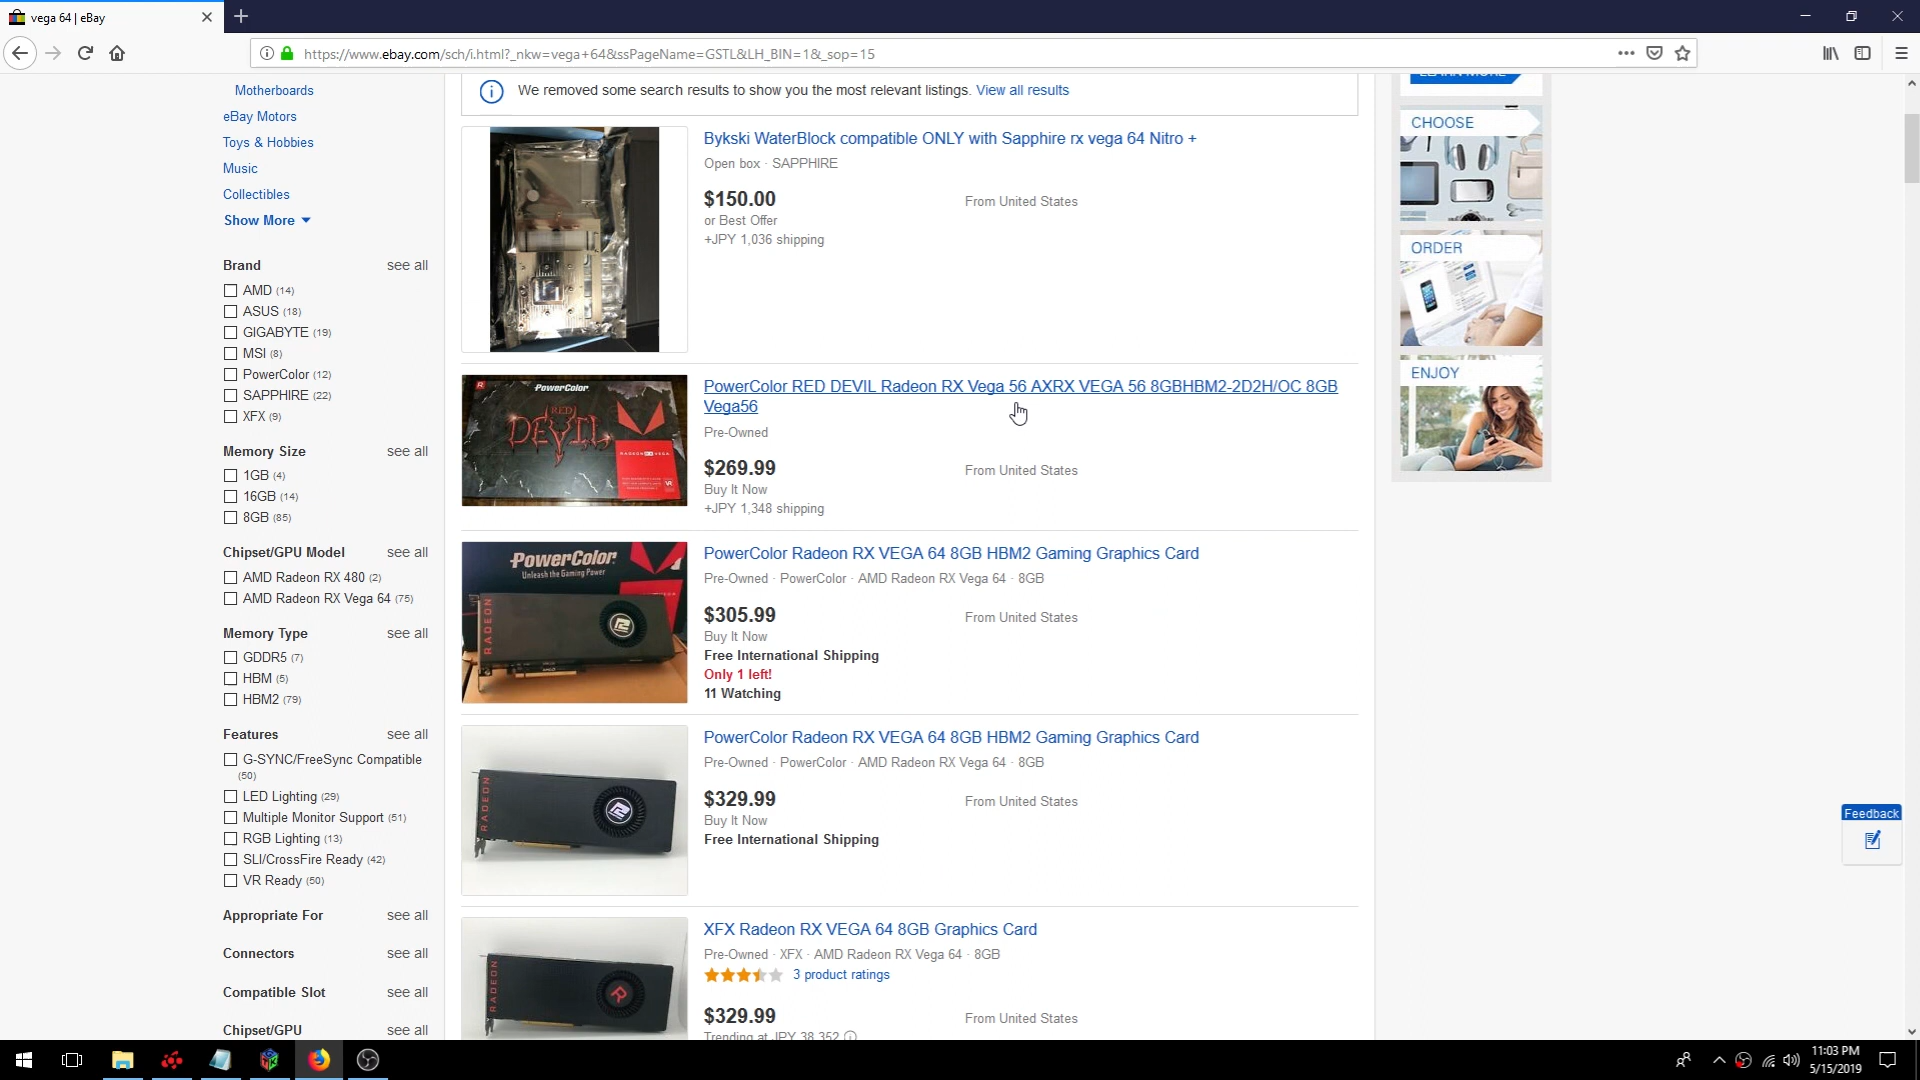 vega 64 | eBay
https://www.ebay.com/sch/i.html?_nkw=vega+64&ssPageName=GSTL&LH_BIN=1&_sop=15
Motherboards
eBay Motors
Toys & Hobbies
Music
Collectibles
Show More
Brand see all
AMD (14)
ASUS (18)
GIGABYTE (19)
MSI (8)
PowerColor (12)
SAPPHIRE (22)
XFX (9)
Memory Size see all
1GB (4)
16GB (14)
8GB (85)
Chipset/GPU Model see all
AMD Radeon RX 480 (2)
AMD Radeon RX Vega 64 (75)
Memory Type see all
GDDR5 (7)
HBM (5)
HBM2 (79)
Features see all
G-SYNC/FreeSync Compatible
(50)
LED Lighting (29)
Multiple Monitor Support (51)
RGB Lighting (13)
SLI/CrossFire Ready (42)
VR Ready (50)
Appropriate For see all
Connectors see all
Compatible Slot see all
Chipset/GPU see all
We removed some search results to show you the most relevant listings. View all results
Bykski WaterBlock compatible ONLY with Sapphire rx vega 64 Nitro +
Open box · SAPPHIRE
$150.00 From United States
or Best Offer
+JPY 1,036 shipping
PowerColor
RED
DEVIL
RADEON RX VEGA
PowerColor RED DEVIL Radeon RX Vega 56 AXRX VEGA 56 8GBHBM2-2D2H/OC 8GB
Vega56
Pre-Owned
$269.99 From United States
Buy It Now
+JPY 1,348 shipping
PowerColor
Unleash the Gaming Power
RADEON
PowerColor Radeon RX VEGA 64 8GB HBM2 Gaming Graphics Card
Pre-Owned · PowerColor · AMD Radeon RX Vega 64 · 8GB
$305.99 From United States
Buy It Now
Free International Shipping
Only 1 left!
11 Watching
RADEON
PowerColor Radeon RX VEGA 64 8GB HBM2 Gaming Graphics Card
Pre-Owned · PowerColor · AMD Radeon RX Vega 64 · 8GB
$329.99 From United States
Buy It Now
Free International Shipping
RADEON
R
XFX Radeon RX VEGA 64 8GB Graphics Card
Pre-Owned · XFX · AMD Radeon RX Vega 64 · 8GB
3 product ratings
$329.99 From United States
Trending at JPY 38,352
LEARN MORE
CHOOSE
ORDER
ENJOY
Feedback
11:03 PM
5/15/2019